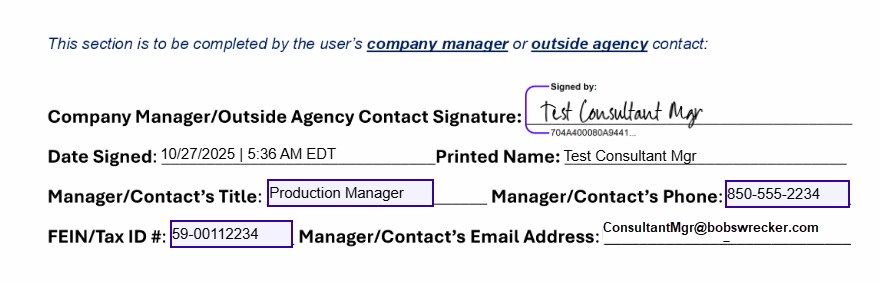 This section is to be completed by the user's company manager or outside agency contact:
Signed by:
Company Manager/Outside Agency Contact Signature: Test Consultant Mgr
704A400080A9441...
Date Signed: 10/27/2025 | 5:36 AM EDT Printed Name: Test Consultant Mgr
Manager/Contact's Title: Production Manager Manager/Contact's Phone: 850-555-2234
FEIN/Tax ID #: 59-00112234 Manager/Contact's Email Address: ConsultantMgr@bobswrecker.com